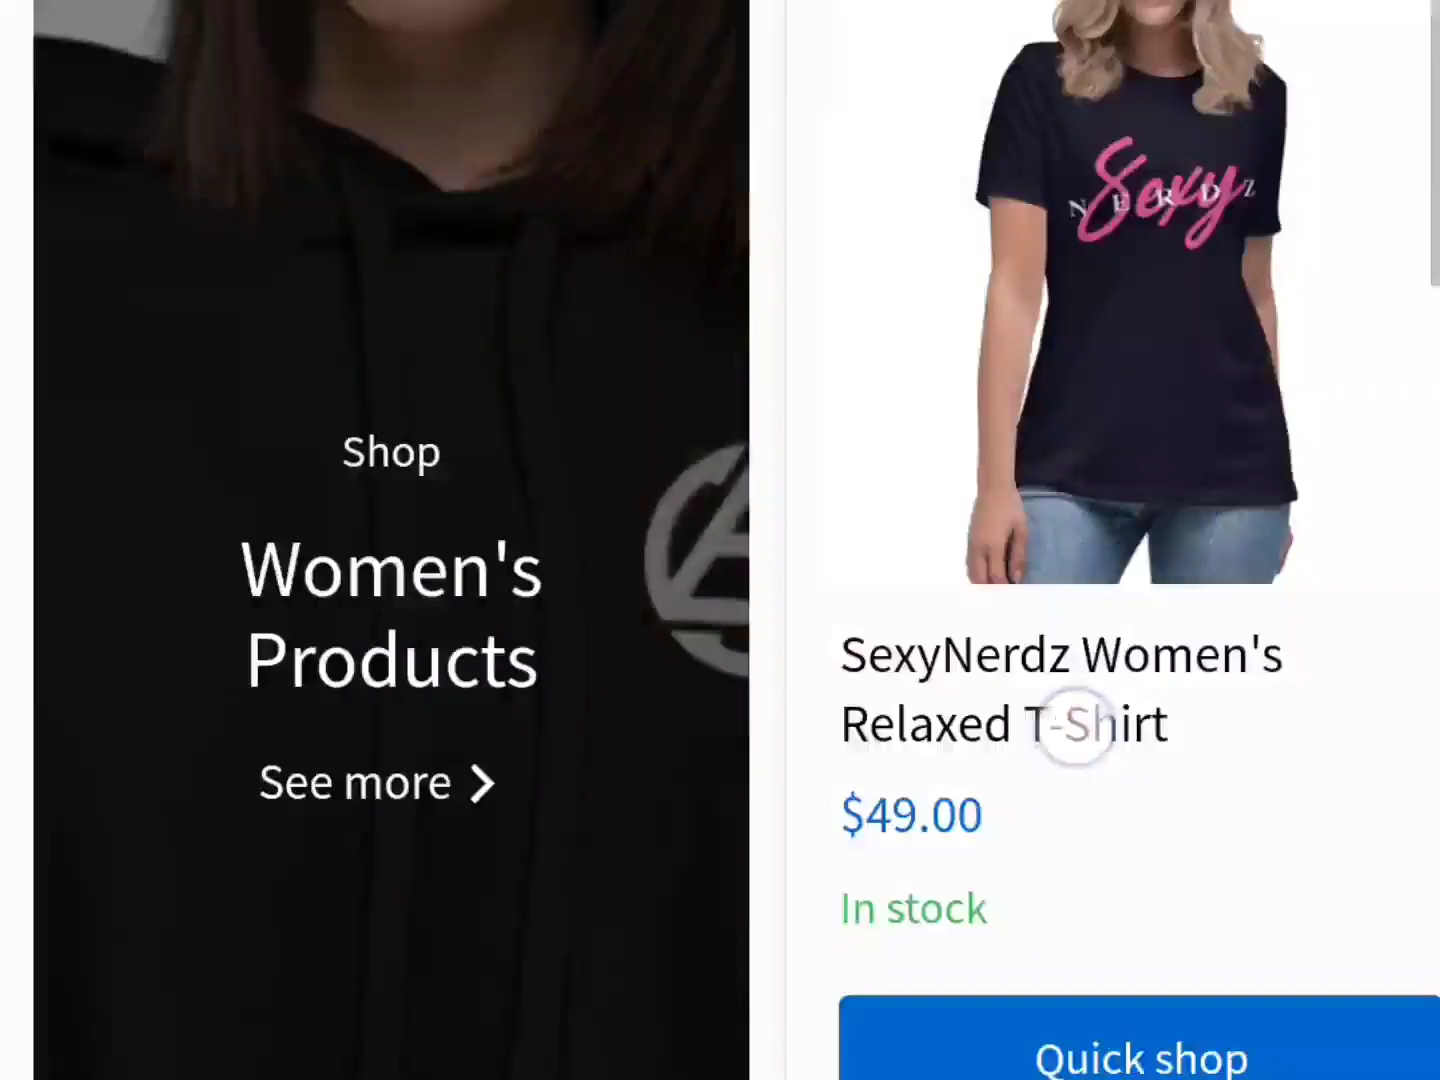 Shop
Women's
Products
See more
Sexy
NERDZ
SexyNerdz Women's
Relaxed T-Shirt
$49.00
In stock
Quick shop